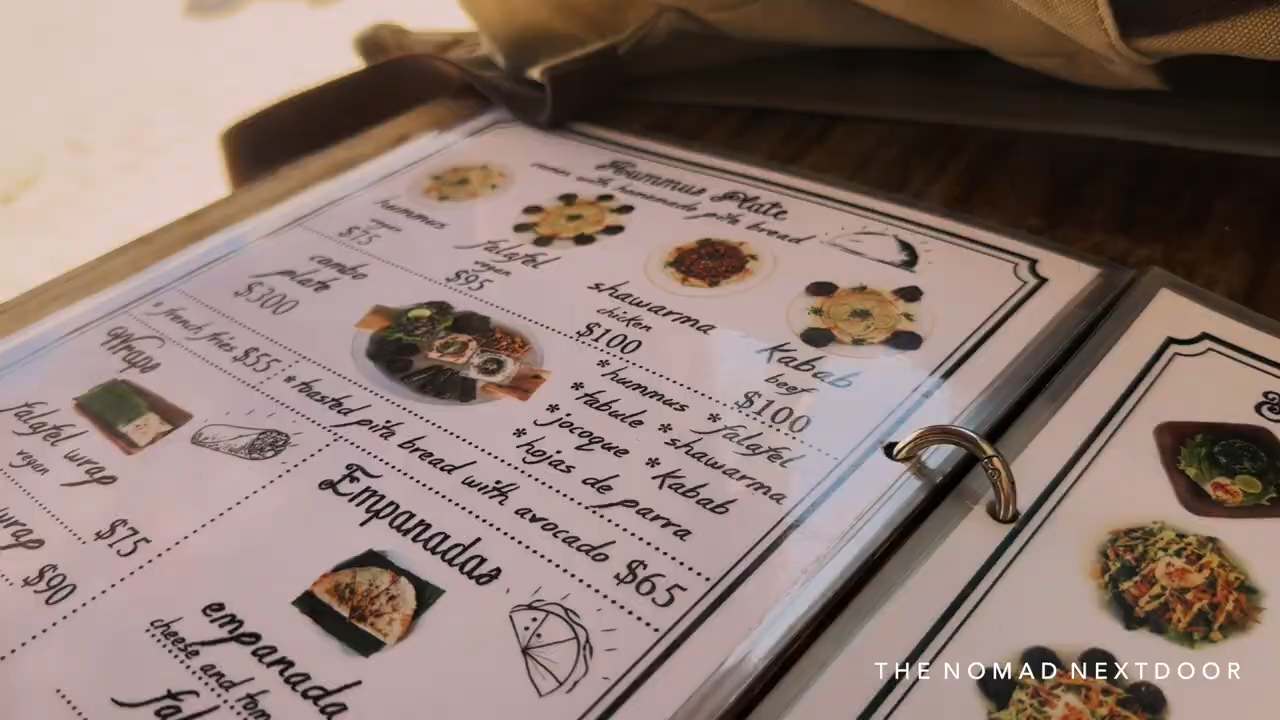 Hummus Plate
comes with homemade pita bread
hummus
vegan
$75
falafel
vegan
$95
shawarma
chicken
$100
Kabab
beef
$100
combo
plate
$300
*hummus *falafel
*tabule *shawarma
*jocoque *Kabab
*hojas de parra
*french fries $55
*toasted pita bread with avocado $65
Wraps
falafel wrap
vegan
$75
wrap
$90
Empanadas
empanada
cheese and tom
fal
THE NOMAD NEXTDOOR